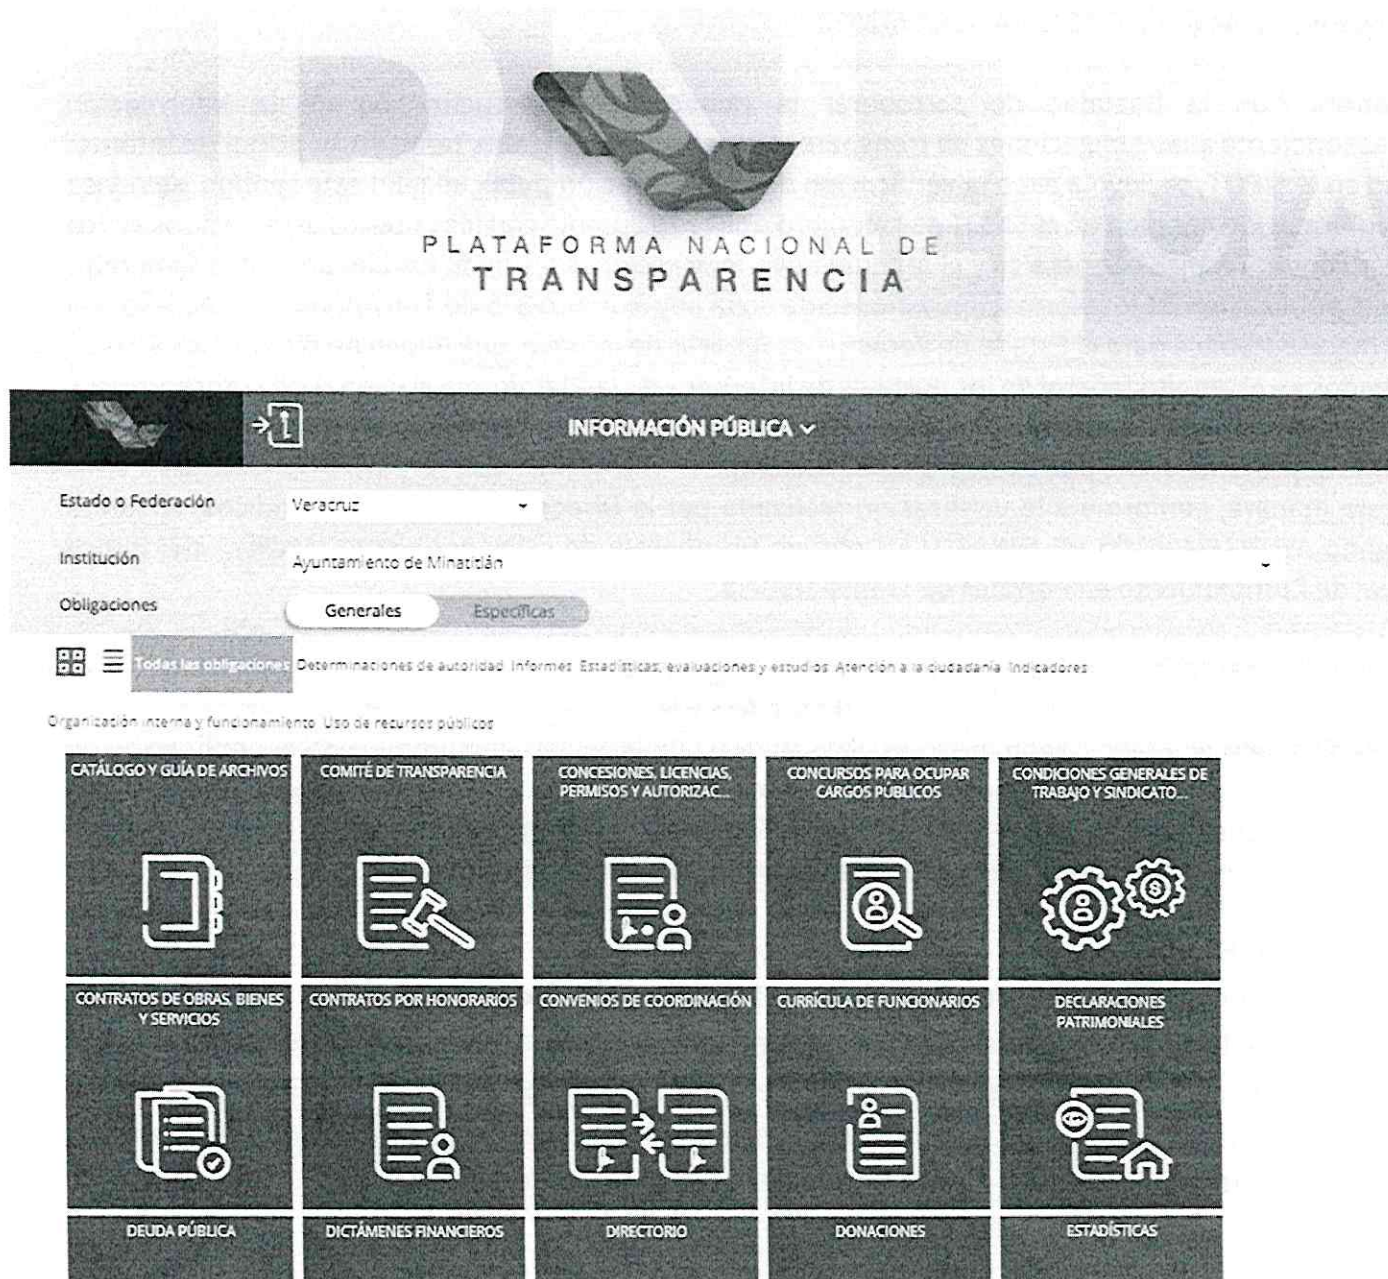 PLATAFORMA NACIONAL DE
TRANSPARENCIA
INFORMACIÓN PÚBLICA
Estado o Federación
Veracruz
Institución
Ayuntamiento de Minatitlán
Obligaciones
Generales
Específicas
Todas las obligaciones Determinaciones de autoridad Informes Estadísticas, evaluaciones y estudios Atención a la ciudadanía Indicadores
Organización interna y funcionamiento Uso de recursos públicos
CATÁLOGO Y GUÍA DE ARCHIVOS
COMITÉ DE TRANSPARENCIA
CONCESIONES, LICENCIAS,
PERMISOS Y AUTORIZAC...
CONCURSOS PARA OCUPAR
CARGOS PÚBLICOS
CONDICIONES GENERALES DE
TRABAJO Y SINDICATO...
CONTRATOS DE OBRAS, BIENES
Y SERVICIOS
CONTRATOS POR HONORARIOS
CONVENIOS DE COORDINACIÓN
CURRÍCULA DE FUNCIONARIOS
DECLARACIONES
PATRIMONIALES
DEUDA PÚBLICA
DICTÁMENES FINANCIEROS
DIRECTORIO
DONACIONES
ESTADÍSTICAS